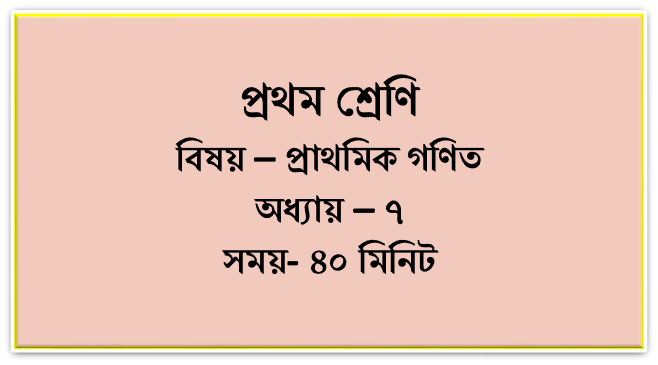 প্রথম শ্রেণি
বিষয় – প্রাথমিক গণিত
অধ্যায় – ৭
সময়- ৪০ মিনিট